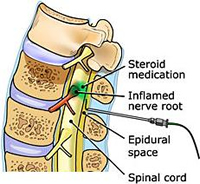 Steroid
medication
Inflamed
nerve root
Epidural
space
Spinal cord